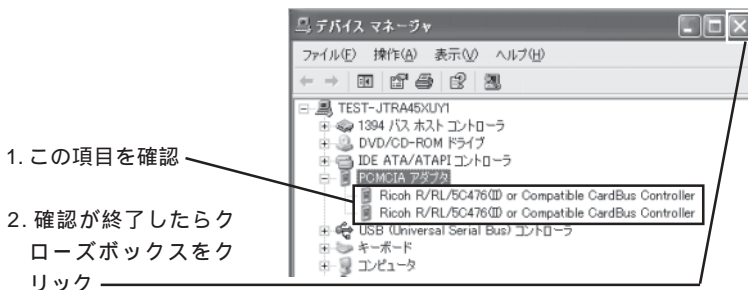 デバイス マネージャ
ファイル(F) 操作(A) 表示(V) ヘルプ(H)
TEST-JTRA45XUY1
1394 バス ホスト コントローラ
DVD/CD-ROM ドライブ
IDE ATA/ATAPI コントローラ
PCMCIA アダプタ
Ricoh R/RL/5C476(II) or Compatible CardBus Controller
Ricoh R/RL/5C476(II) or Compatible CardBus Controller
USB (Universal Serial Bus) コントローラ
キーボード
コンピュータ
1. この項目を確認
2. 確認が終了したらク
ローズボックスをク
リック